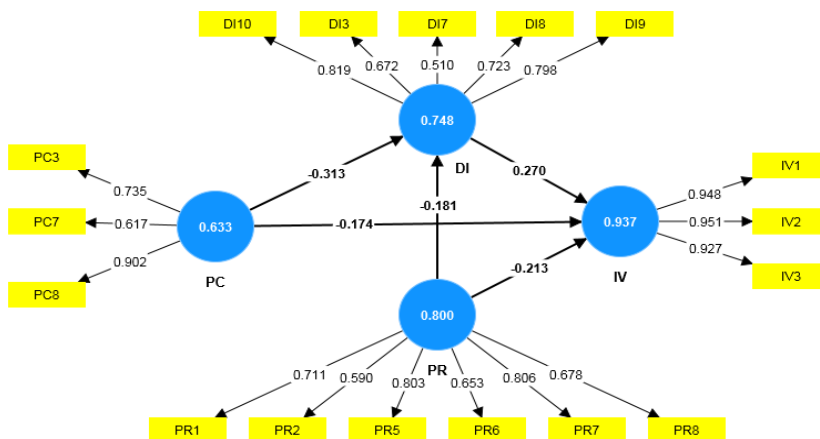 DI10 DI3 DI7 DI8 DI9
0.819 0.672 0.510 0.723 0.798
0.748
DI
PC3
0.735
PC7
0.617
0.902
PC8
0.633
PC
-0.313
-0.174
-0.181
0.270
-0.213
0.937
IV
0.948
IV1
0.951
IV2
0.927
IV3
0.800
PR
0.711 0.590 0.803 0.653 0.806 0.678
PR1 PR2 PR5 PR6 PR7 PR8